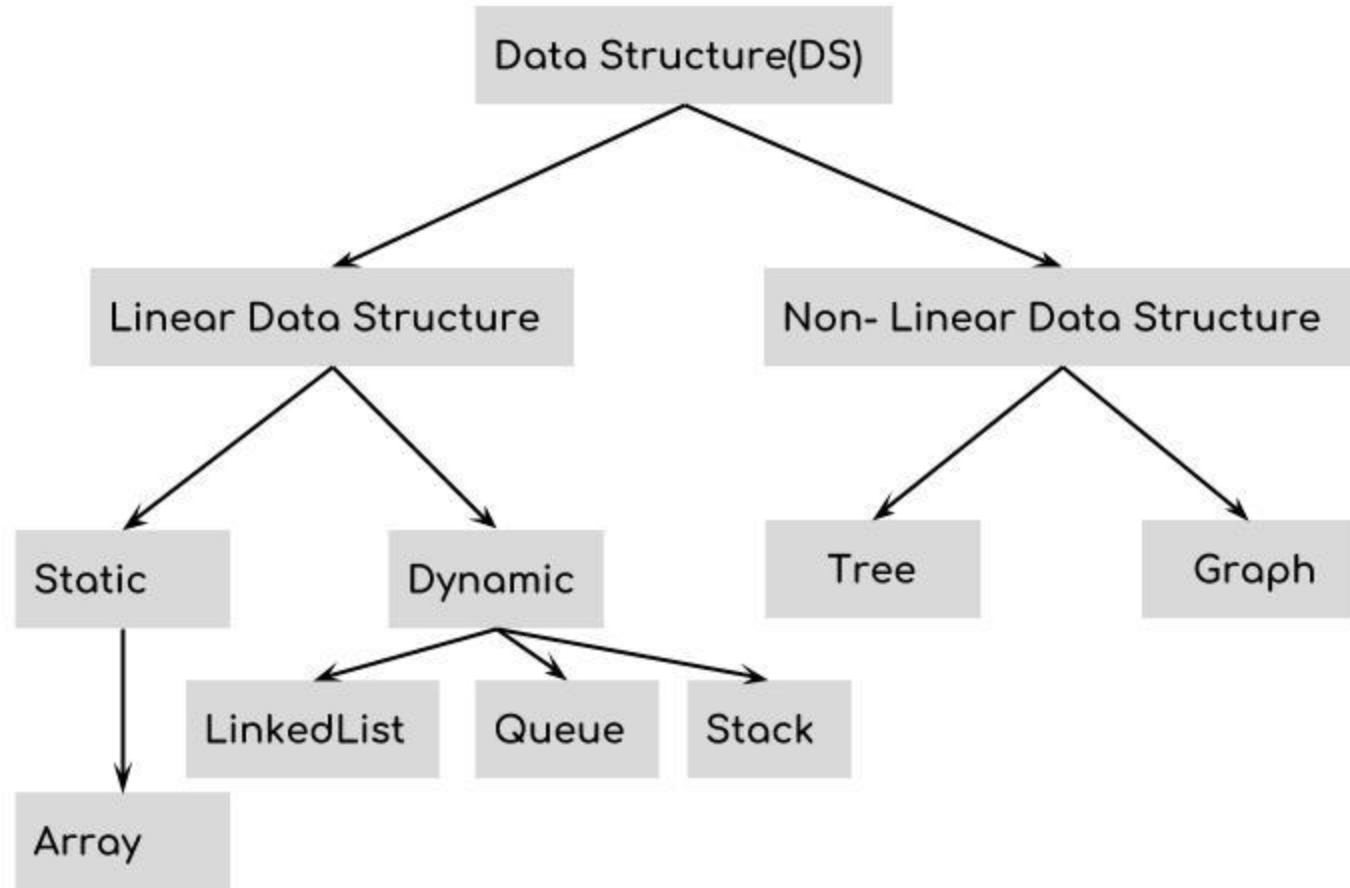 Data Structure(DS)
Linear Data Structure
Non- Linear Data Structure
Static
Dynamic
Tree
Graph
LinkedList
Queue
Stack
Array